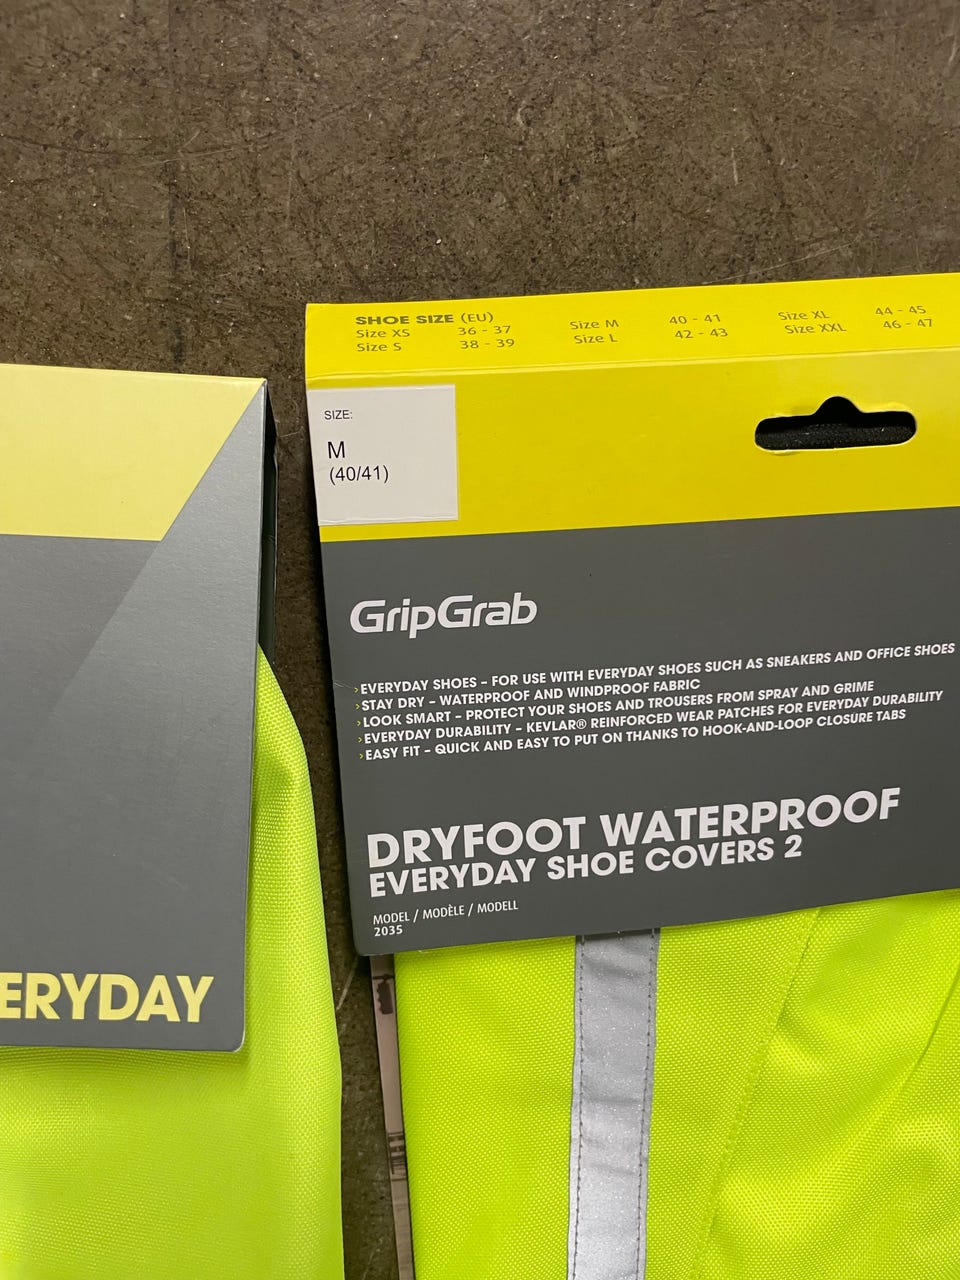 SHOE SIZE (EU)
Size XS 36 - 37 Size M 40 - 41 Size XL 44 - 45
Size S 38 - 39 Size L 42 - 43 Size XXL 46 - 47
SIZE:
M
(40/41)
GripGrab
› EVERYDAY SHOES – FOR USE WITH EVERYDAY SHOES SUCH AS SNEAKERS AND OFFICE SHOES
› STAY DRY – WATERPROOF AND WINDPROOF FABRIC
› LOOK SMART – PROTECT YOUR SHOES AND TROUSERS FROM SPRAY AND GRIME
› EVERYDAY DURABILITY – KEVLAR® REINFORCED WEAR PATCHES FOR EVERYDAY DURABILITY
› EASY FIT – QUICK AND EASY TO PUT ON THANKS TO HOOK-AND-LOOP CLOSURE TABS
DRYFOOT WATERPROOF
EVERYDAY SHOE COVERS 2
MODEL / MODÈLE / MODELL
2035
ERYDAY